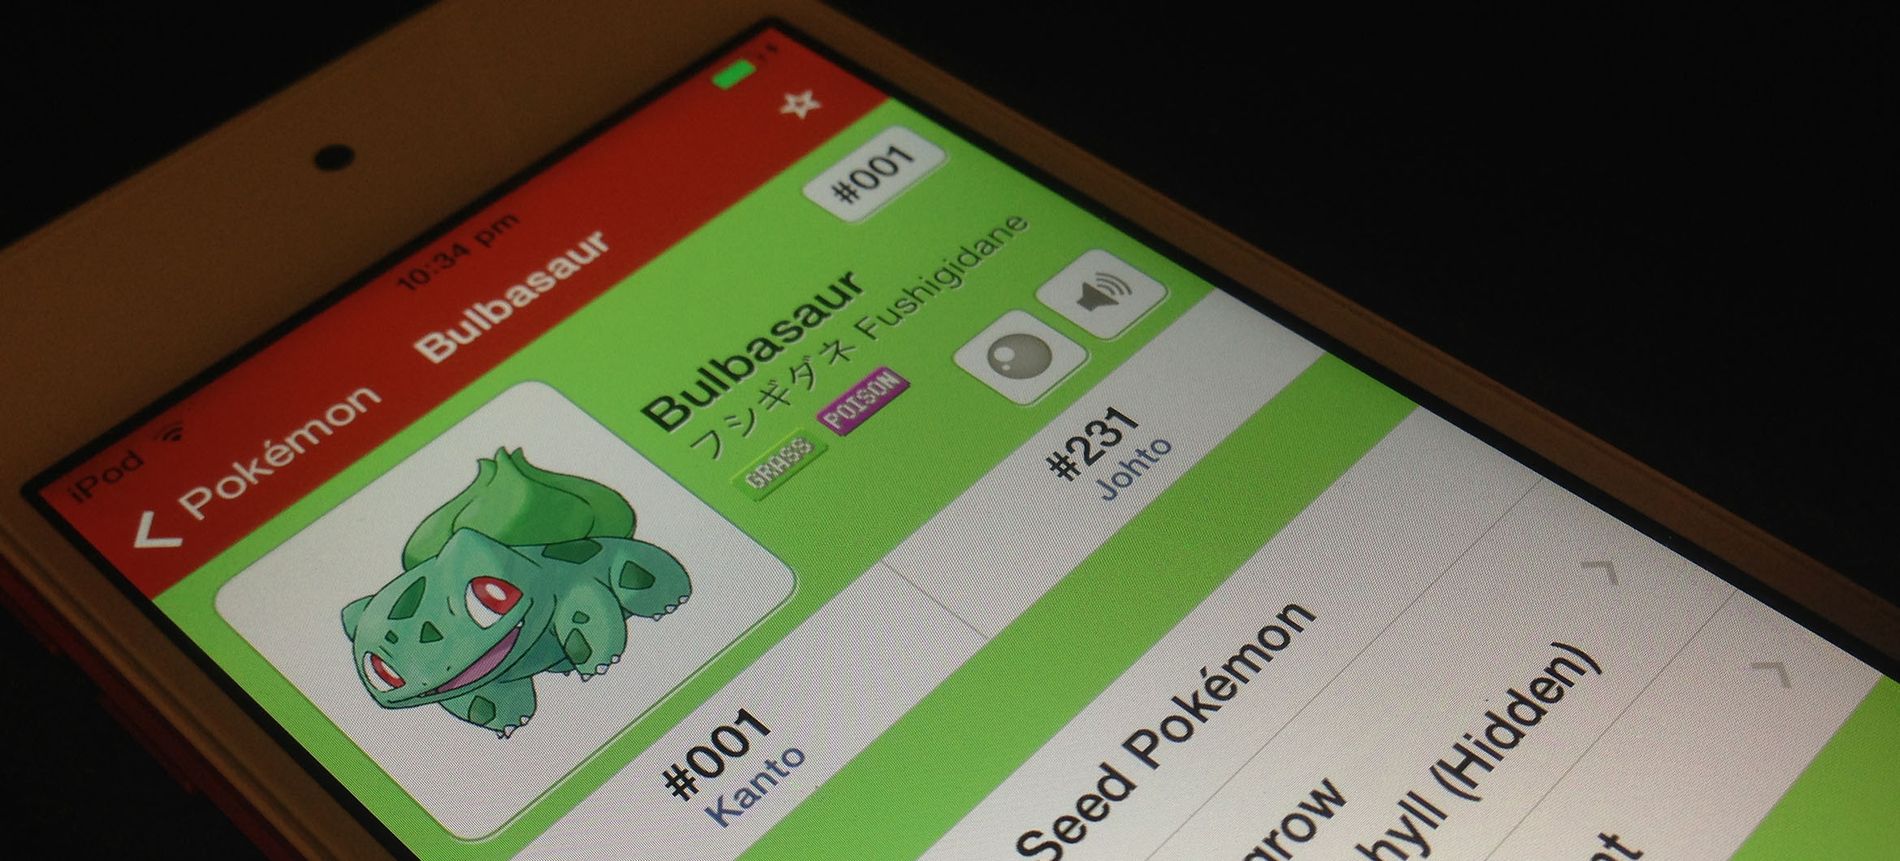 iPod 10:34 pm
Pokémon Bulbasaur
#001
Bulbasaur
フシギダネ Fushigidane
GRASS POISON
#001 #231
Kanto Johto
Seed Pokémon
grow
hyll (Hidden)
nt